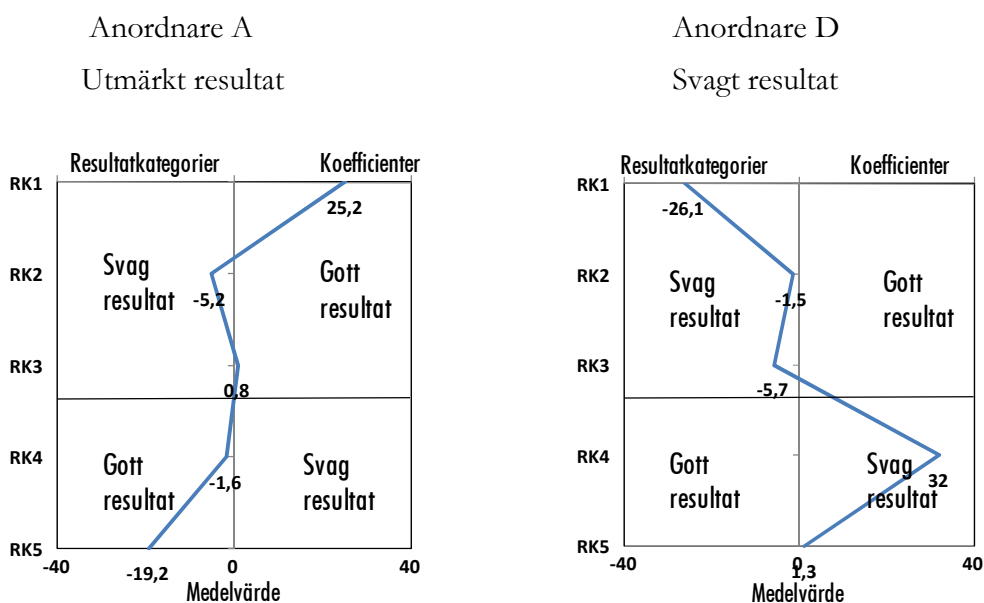 Anordnare A
Utmärkt resultat
Resultatkategorier
Koefficienter
RK1
25,2
RK2
Svag
resultat
-5,2
Gott
resultat
RK3
0,8
RK4
Gott
resultat
-1,6
Svag
resultat
RK5
-40
-19,2
0
40
Medelvärde
Anordnare D
Svagt resultat
Resultatkategorier
Koefficienter
RK1
-26,1
RK2
Svag
resultat
-1,5
Gott
resultat
RK3
-5,7
RK4
Gott
resultat
Svag
resultat
32
RK5
-40
0
1,3
40
Medelvärde